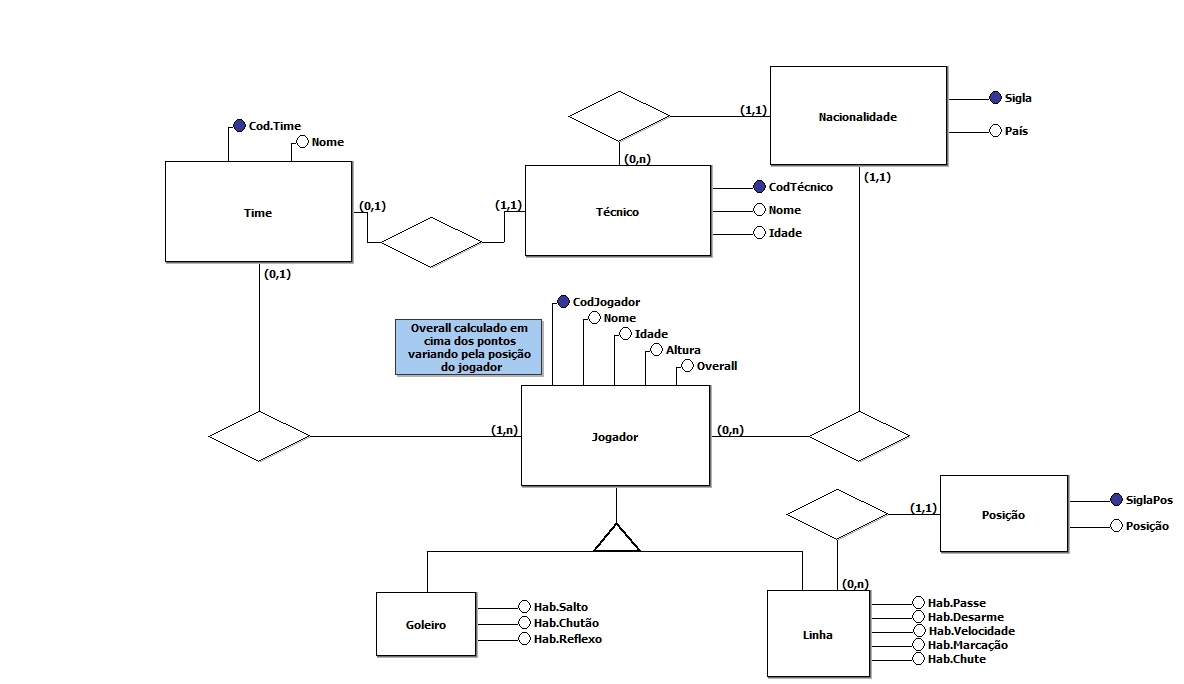 (1,1)
Nacionalidade
Sigla
País
Cod.Time
Nome
(0,n)
(1,1)
Time
(0,1)
(1,1)
Técnico
CodTécnico
Nome
Idade
(0,1)
CodJogador
Nome
Idade
Altura
Overall
Overall calculado em
cima dos pontos
variando pela posição
do jogador
(1,n)
Jogador
(0,n)
(1,1)
Posição
SiglaPos
Posição
(0,n)
Goleiro
Hab.Salto
Hab.Chutão
Hab.Reflexo
Linha
Hab.Passe
Hab.Desarme
Hab.Velocidade
Hab.Marcação
Hab.Chute